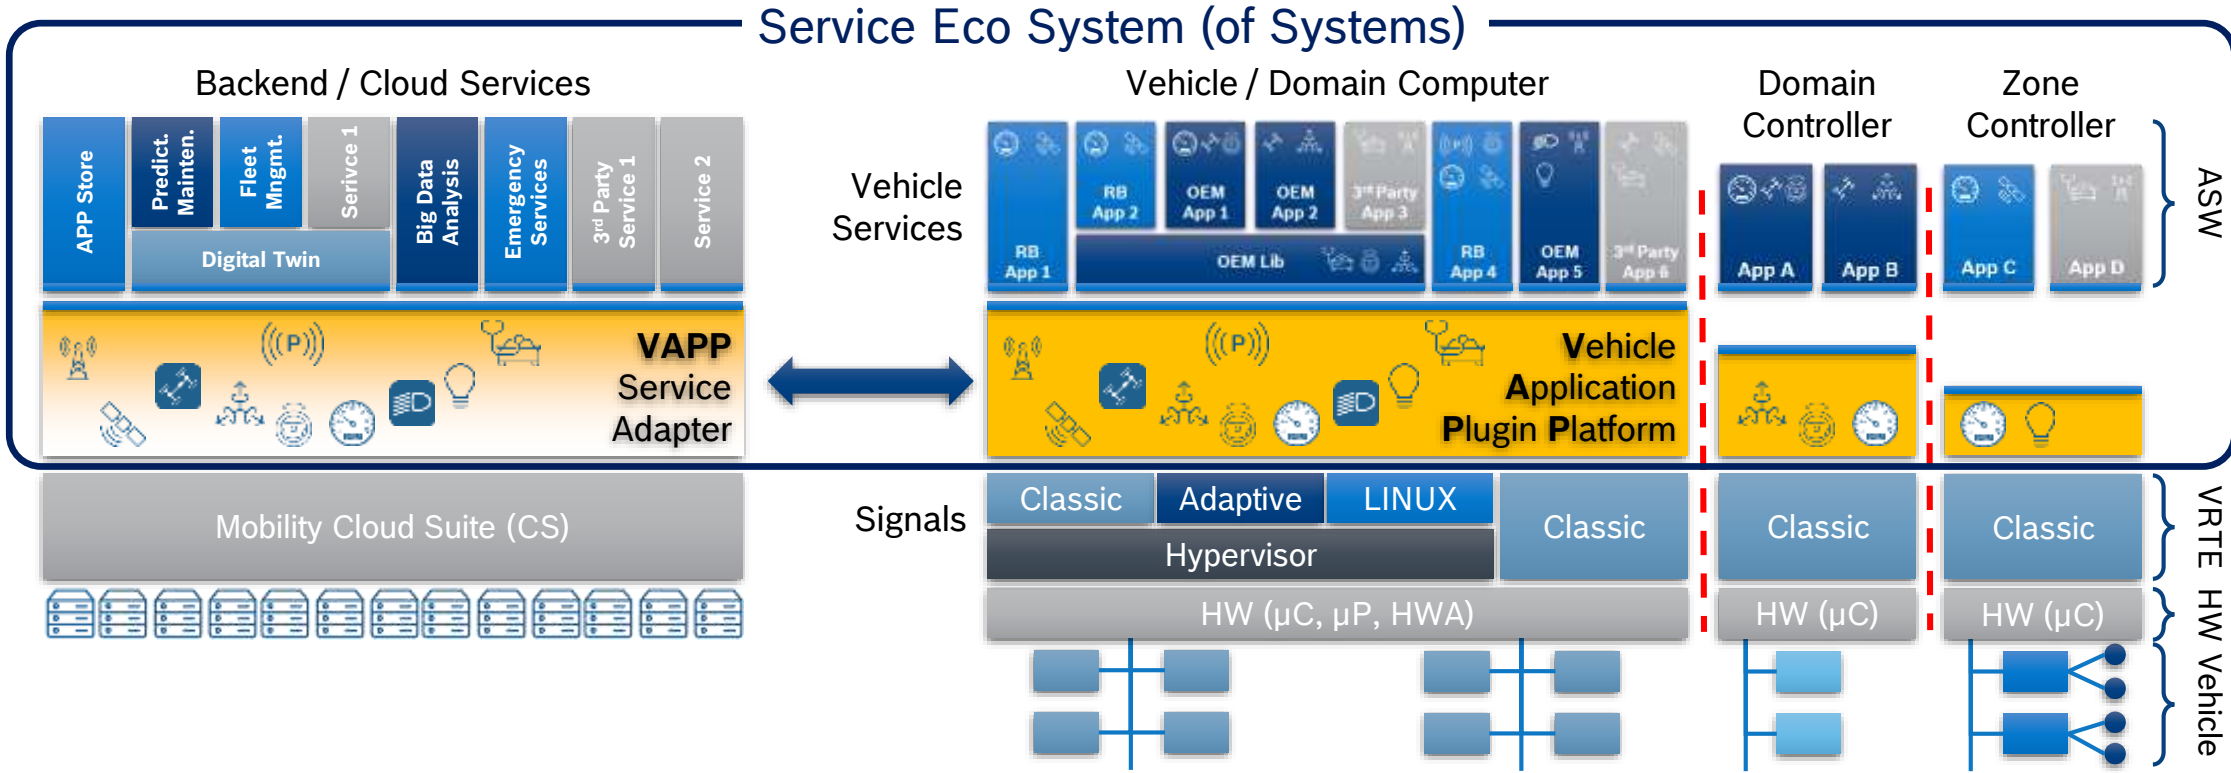 Service Eco System (of Systems)
Backend / Cloud Services
APP Store
Predict.
Mainten.
Fleet
Mngmt.
Serivce 1
Digital Twin
Big Data
Analysis
Emergency
Services
3rd Party
Service 1
Service 2
VAPP
Service
Adapter
(((P)))
Mobility Cloud Suite (CS)
Vehicle / Domain Computer
Vehicle
Services
RB
App 1
RB
App 2
OEM
App 1
OEM
App 2
3rd Party
App 3
OEM Lib
((P))
RB
App 4
OEM
App 5
3rd Party
App 6
(((P)))
Vehicle
Application
Plugin Platform
Signals
Classic
Adaptive
LINUX
Hypervisor
Classic
HW (µC, µP, HWA)
Domain
Controller
App A
App B
Classic
HW (µC)
Zone
Controller
App C
App D
Classic
HW (µC)
ASW
VRTE
HW
Vehicle